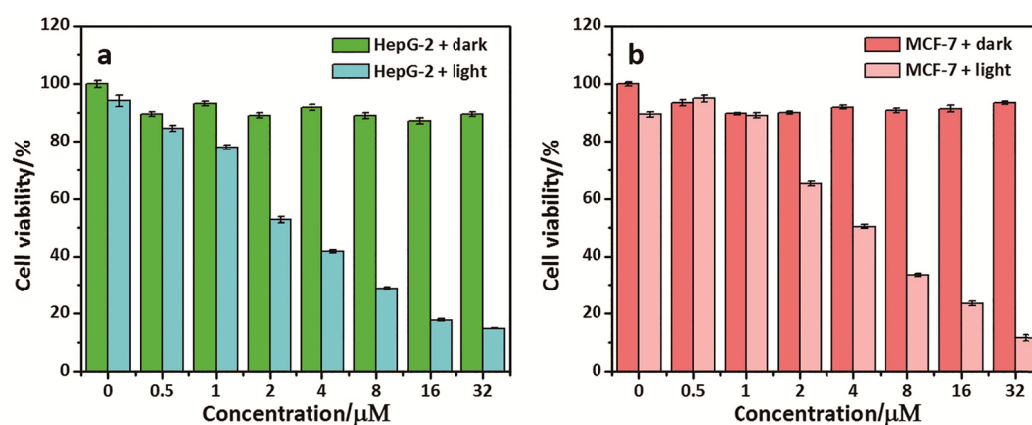 a
HepG-2 + dark
HepG-2 + light
Cell viability/%
120
100
80
60
40
20
0
0 0.5 1 2 4 8 16 32
Concentration/μM
b
MCF-7 + dark
MCF-7 + light
Cell viability/%
120
100
80
60
40
20
0
0 0.5 1 2 4 8 16 32
Concentration/μM